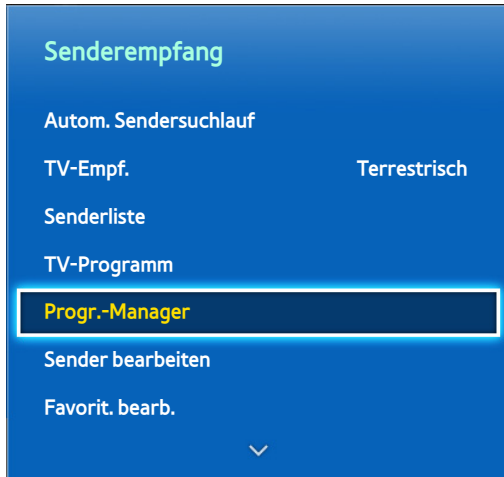 Senderempfang
Autom. Sendersuchlauf
TV-Empf. Terrestrisch
Senderliste
TV-Programm
Progr.-Manager
Sender bearbeiten
Favorit. bearb.